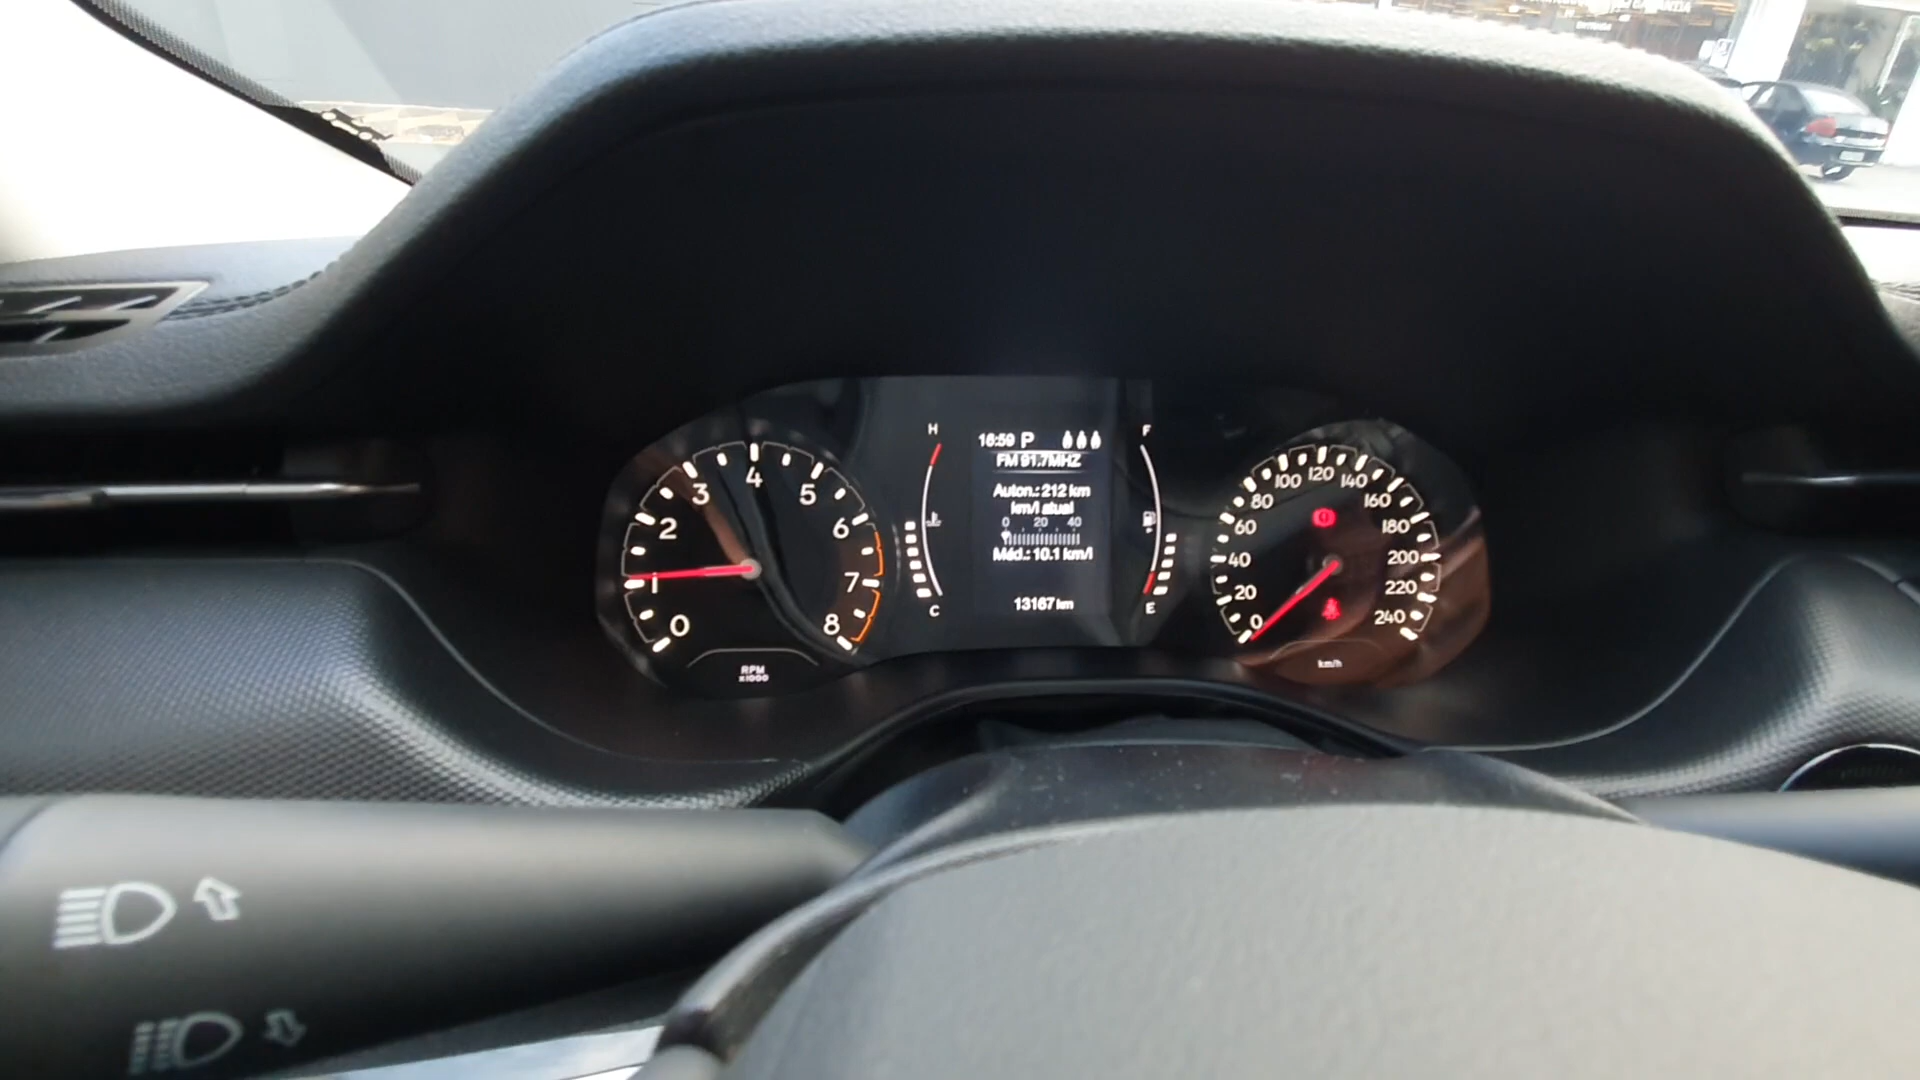 16:59 P
FM 91.7MHZ
Auton.: 212 km
km/l atual
0 20 40
Méd.: 10.1 km/l
13167 km
H
C
F
E
0 1 2 3 4 5 6 7 8
RPM
x1000
0 20 40 60 80 100 120 140 160 180 200 220 240
km/h